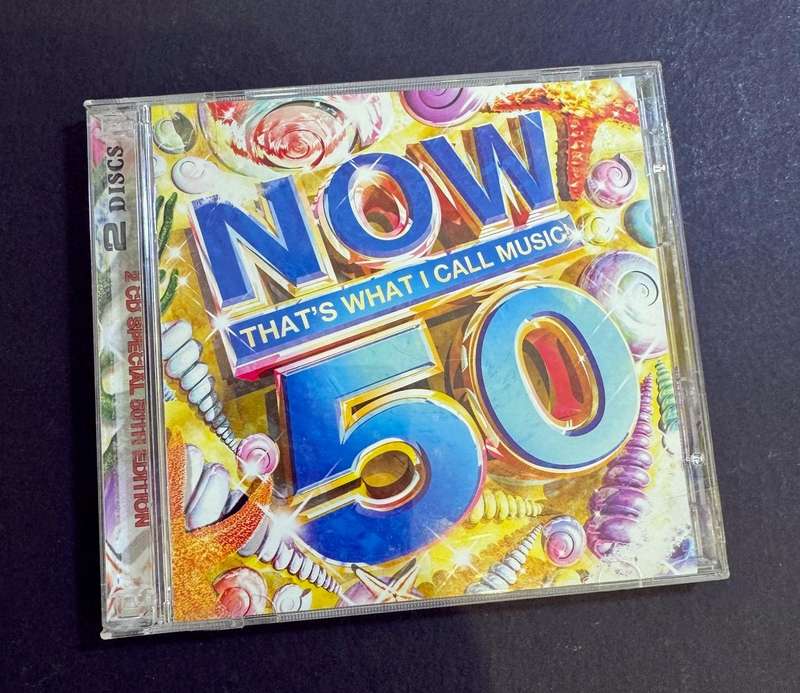 NOW
THAT'S WHAT I CALL MUSIC!
50
2 DISCS
2 CD SPECIAL 50TH EDITION